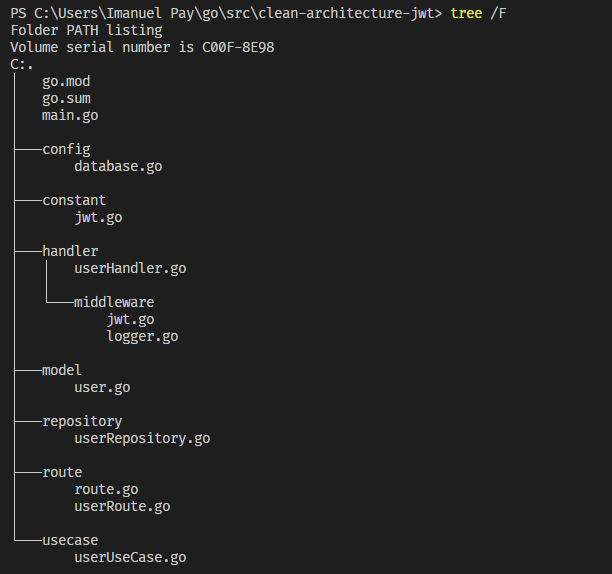 PS C:\Users\Imanuel Pay\go\src\clean-architecture-jwt> tree /F
Folder PATH listing
Volume serial number is C00F-8E98
C:.
│   go.mod
│   go.sum
│   main.go
│
├───config
│       database.go
│
├───constant
│       jwt.go
│
├───handler
│   │   userHandler.go
│   │
│   └───middleware
│           jwt.go
│           logger.go
│
├───model
│       user.go
│
├───repository
│       userRepository.go
│
├───route
│       route.go
│       userRoute.go
│
└───usecase
        userUseCase.go